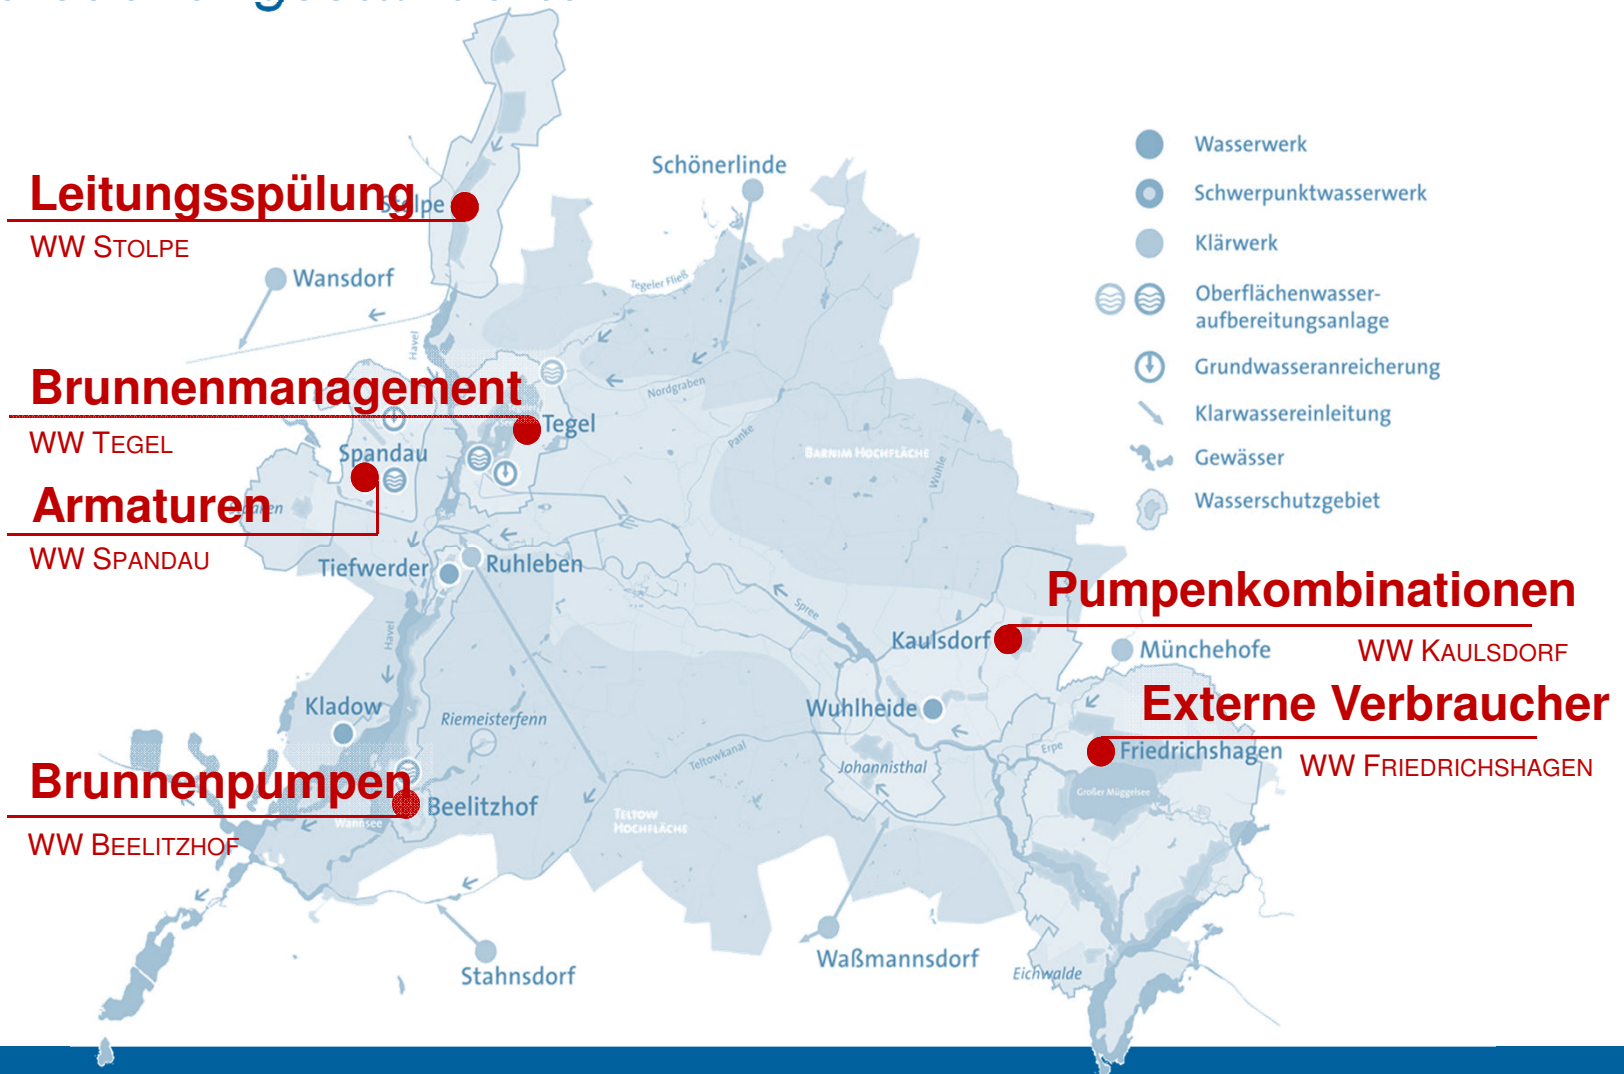 Schönerlinde
Wasserwerk
Schwerpunktwasserwerk
Klärwerk
Oberflächenwasser-
aufbereitungsanlage
Grundwasseranreicherung
Klarwassereinleitung
Gewässer
Wasserschutzgebiet
Leitungsspülung
Stolpe
WW STOLPE
Wansdorf
Tegeler Fließ
Havel
Nordgraben
Brunnenmanagement
WW TEGEL
Tegel
Panke
BARNIM HOCHFLÄCHE
Wuhle
Spandau
Armaturen
WW SPANDAU
Tiefwerder
Ruhleben
Spree
Havel
Pumpenkombinationen
Kaulsdorf
Münchehofe
WW KAULSDORF
Externe Verbraucher
Kladow
Riemeisterfenn
Wuhlheide
Erpe
Friedrichshagen
WW FRIEDRICHSHAGEN
Teltowkanal
Johannisthal
Großer Müggelsee
Brunnenpumpen
Beelitzhof
Wannsee
WW BEELITZHOF
TELTOW
HOCHFLÄCHE
Stahnsdorf
Waßmannsdorf
Eichwalde